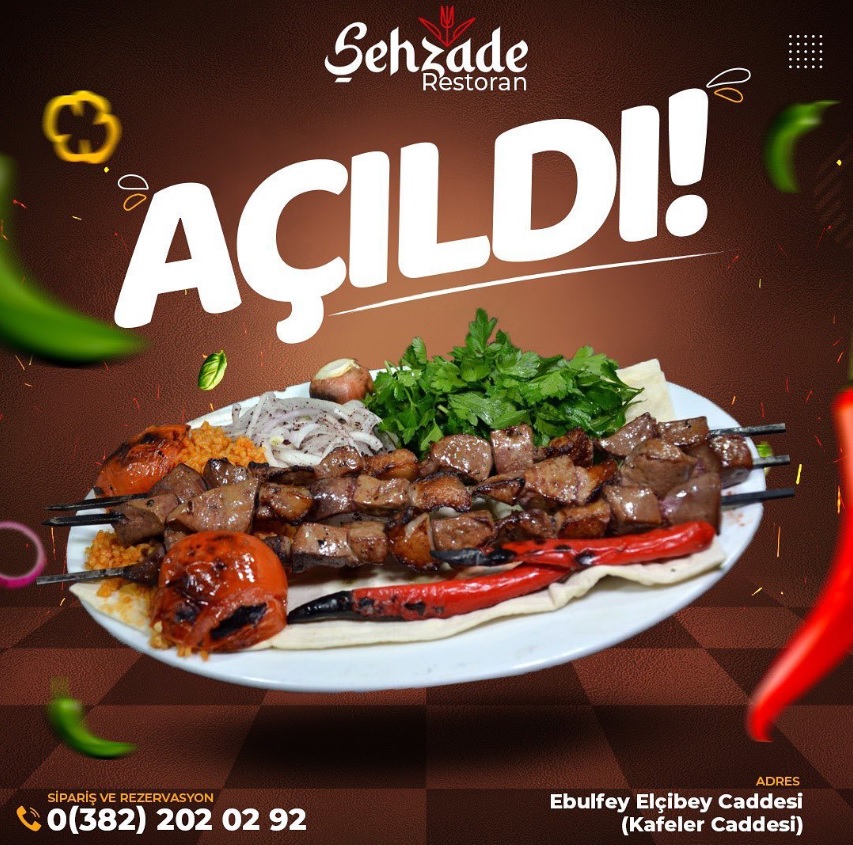 Şehzade
Restoran
AÇILDI!
SİPARİŞ VE REZERVASYON
0(382) 202 02 92
ADRES
Ebulfey Elçibey Caddesi
(Kafeler Caddesi)